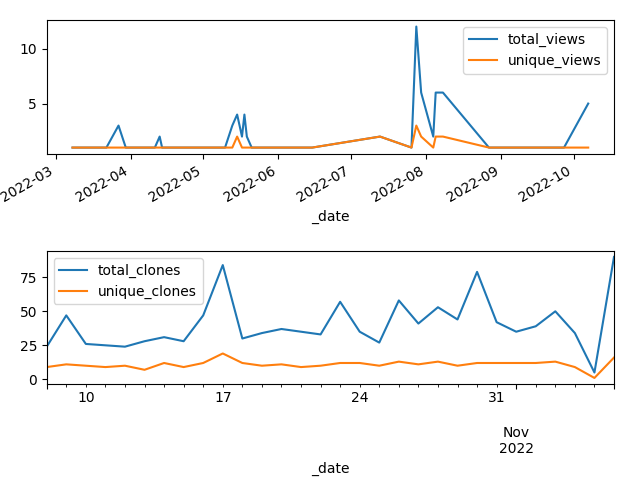 10
5
total_views
unique_views
2022-03
2022-04
2022-05
2022-06
2022-07
2022-08
2022-09
2022-10
_date
75
50
25
0
total_clones
unique_clones
10
17
24
31
Nov
2022
_date